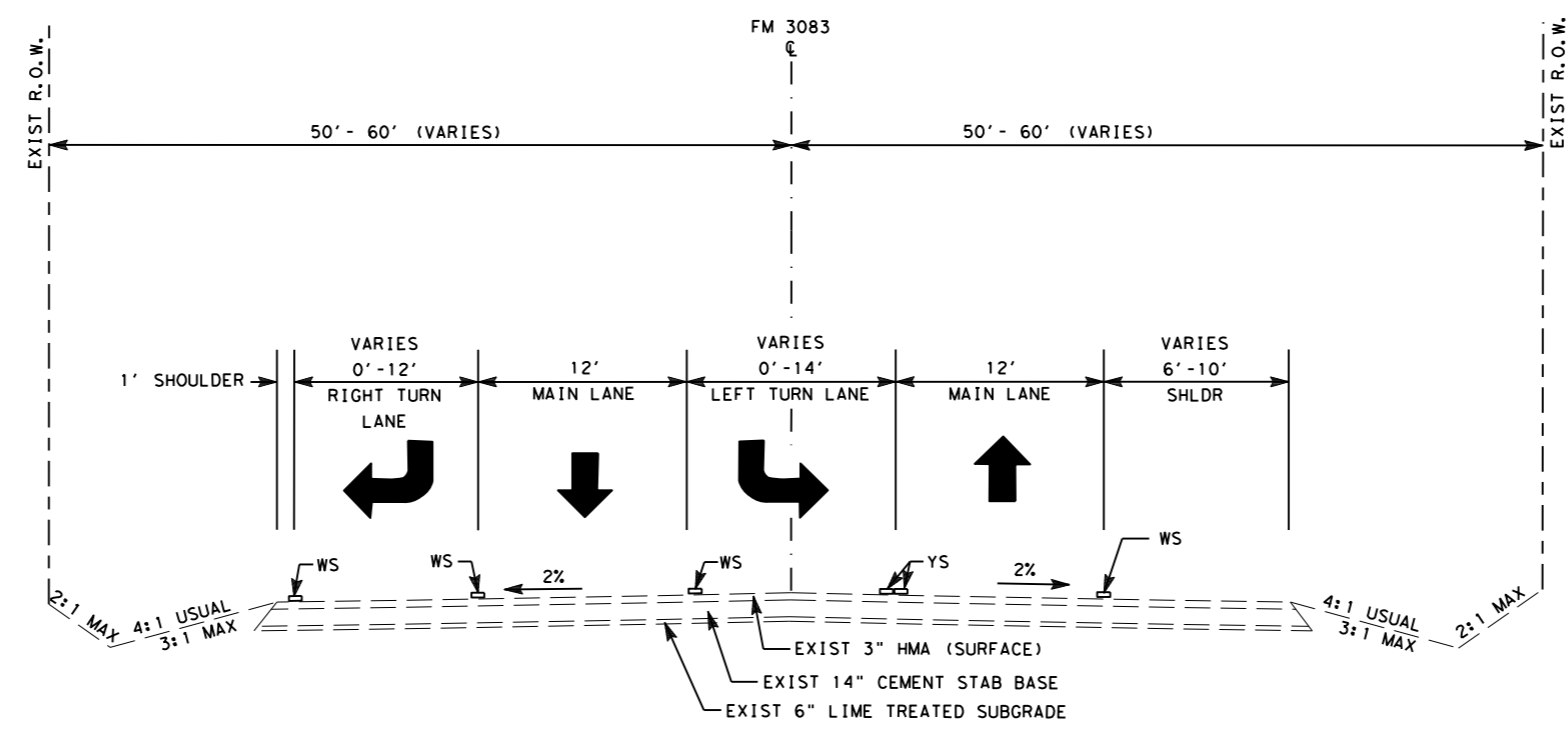 FM 3083
℄
EXIST R.O.W.
EXIST R.O.W.
50'- 60' (VARIES)
50'- 60' (VARIES)
1' SHOULDER
VARIES
0'-12'
RIGHT TURN
LANE
12'
MAIN LANE
VARIES
0'-14'
LEFT TURN LANE
12'
MAIN LANE
VARIES
6'-10'
SHLDR
WS
WS
2%
WS
YS
2%
WS
2:1 MAX
4:1 USUAL
3:1 MAX
4:1 USUAL
3:1 MAX
2:1 MAX
EXIST 3" HMA (SURFACE)
EXIST 14" CEMENT STAB BASE
EXIST 6" LIME TREATED SUBGRADE